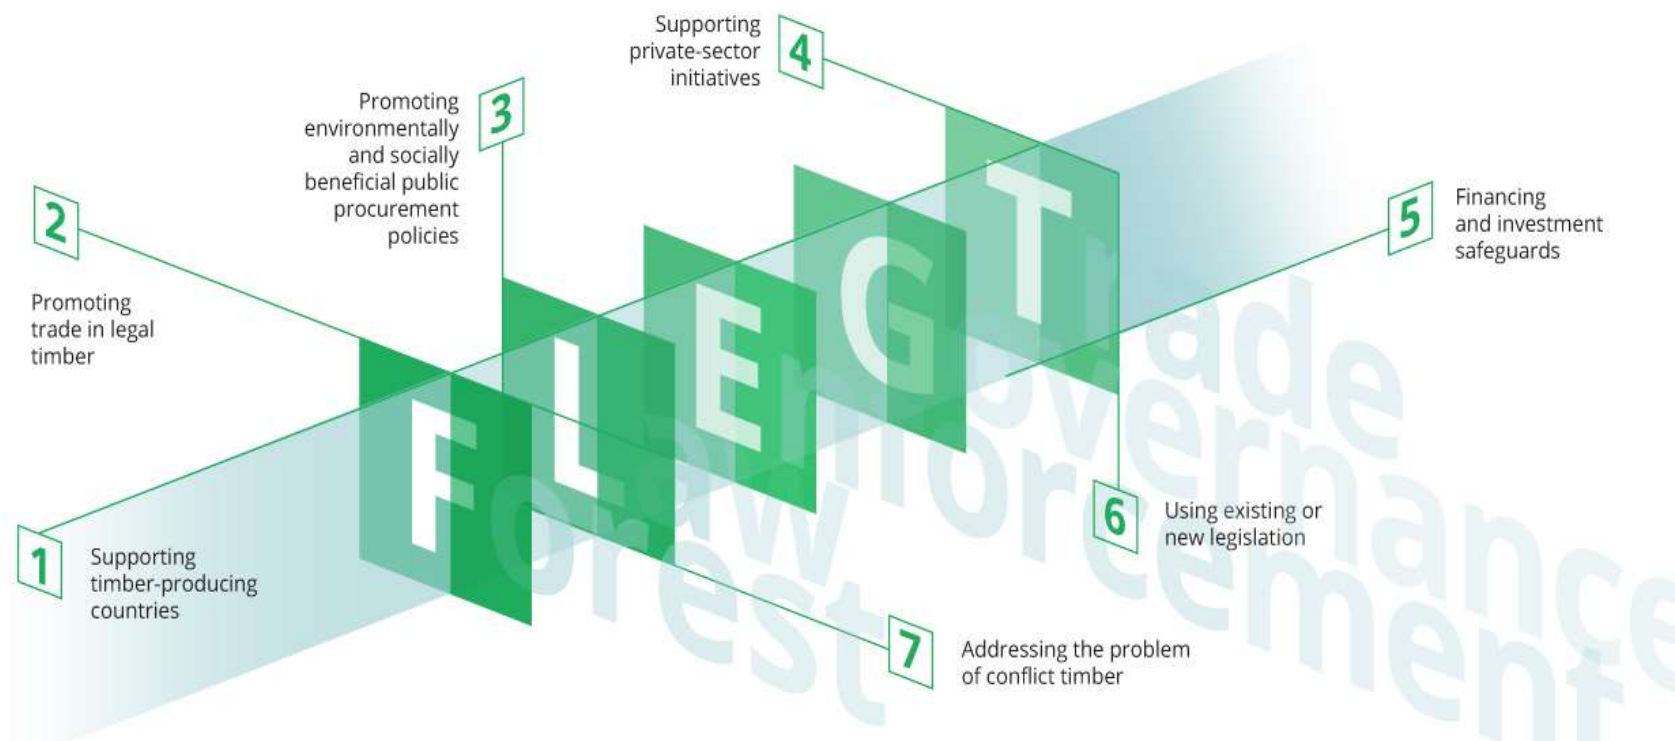 1
Supporting
timber-producing
countries
2
Promoting
trade in legal
timber
3
Promoting
environmentally
and socially
beneficial public
procurement
policies
4
Supporting
private-sector
initiatives
5
Financing
and investment
safeguards
6
Using existing or
new legislation
7
Addressing the problem
of conflict timber
Forest
Law
Enforcement
Governance
Trade